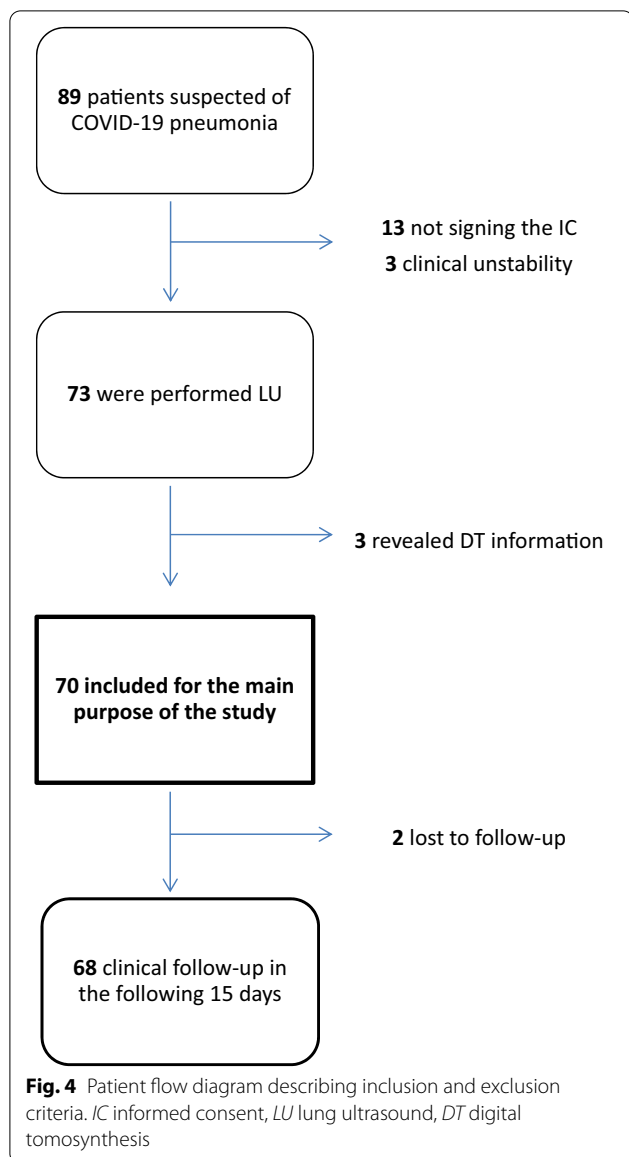 89 patients suspected of
COVID-19 pneumonia
13 not signing the IC
3 clinical unstability
73 were performed LU
3 revealed DT information
70 included for the main
purpose of the study
2 lost to follow-up
68 clinical follow-up in
the following 15 days
Fig. 4 Patient flow diagram describing inclusion and exclusion
criteria. IC informed consent, LU lung ultrasound, DT digital
tomosynthesis